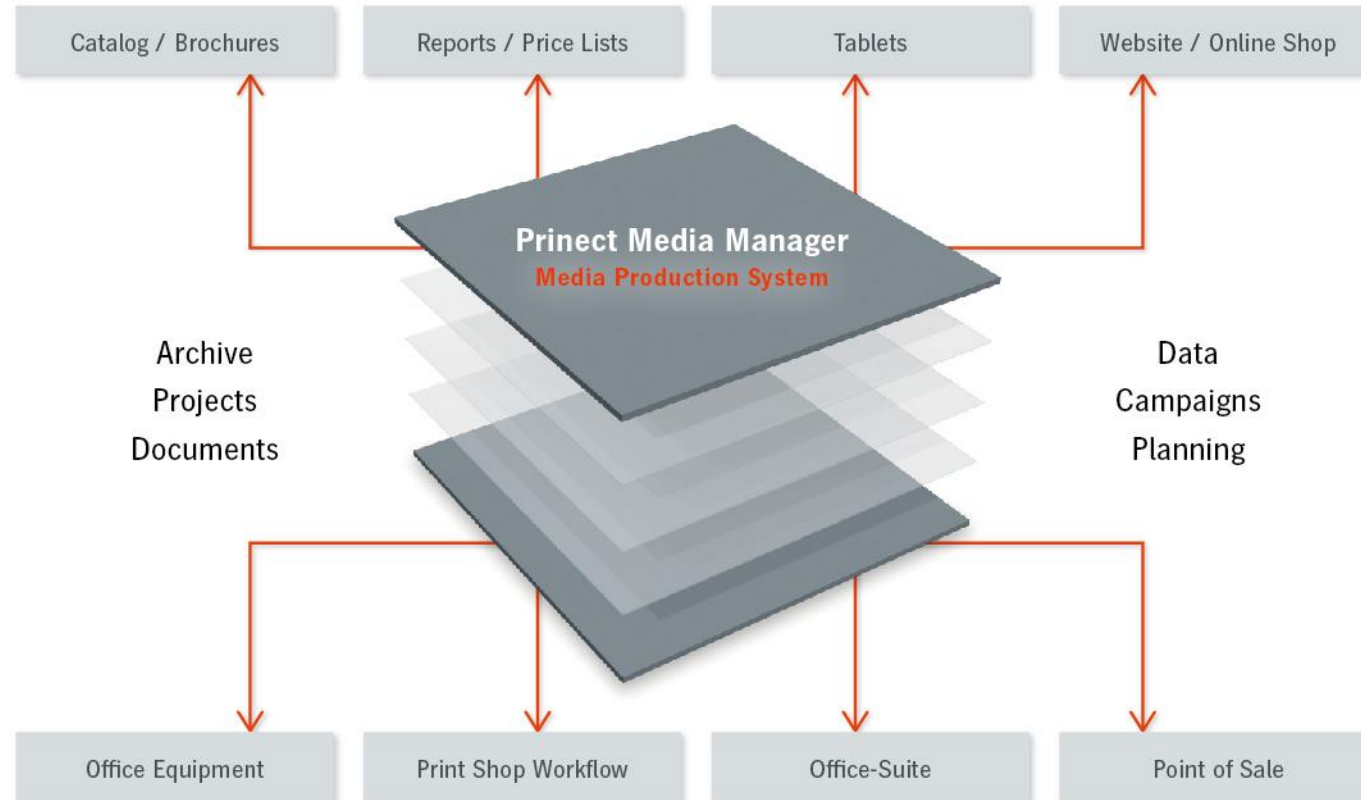 Catalog / Brochures
Reports / Price Lists
Tablets
Website / Online Shop
Prinect Media Manager
Media Production System
Archive
Projects
Documents
Data
Campaigns
Planning
Office Equipment
Print Shop Workflow
Office-Suite
Point of Sale